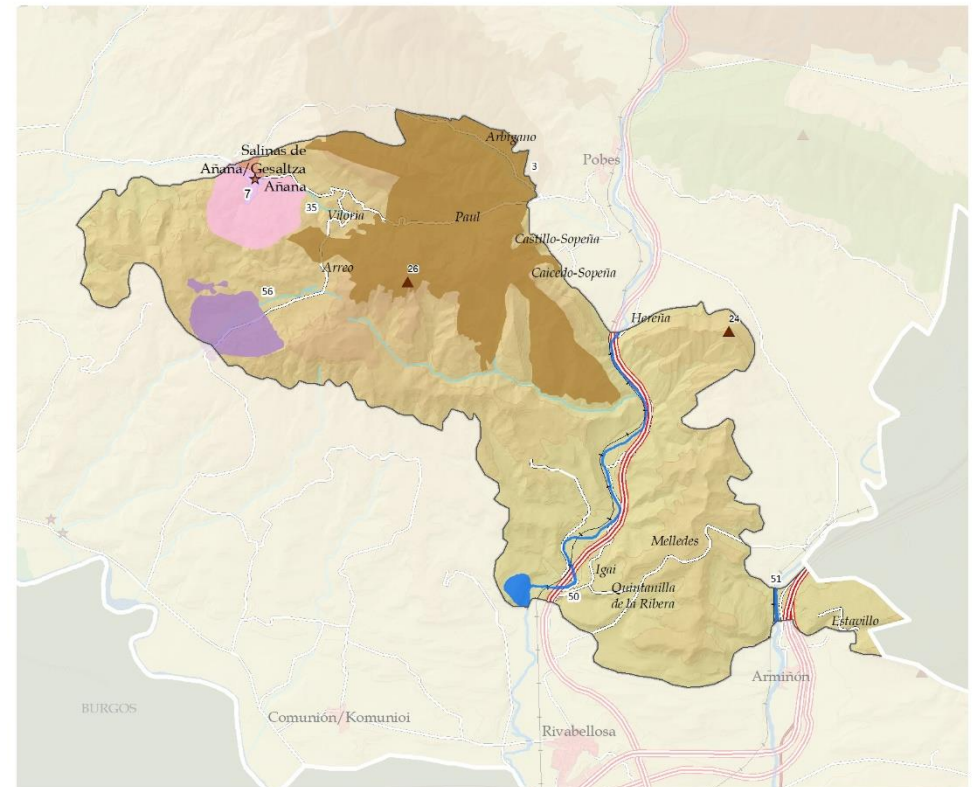 Arbigano
Salinas de
Añana/Gesaltza
Añana
3
Pobes
7
35
Viloria
Paul
Castillo-Sopeña
Arreo
26
Caicedo-Sopeña
56
Hereña
24
Melledes
Igai
51
50
Quintanilla
de la Ribera
Estavillo
Armiñón
BURGOS
Comunión/Komunioi
Rivabellosa